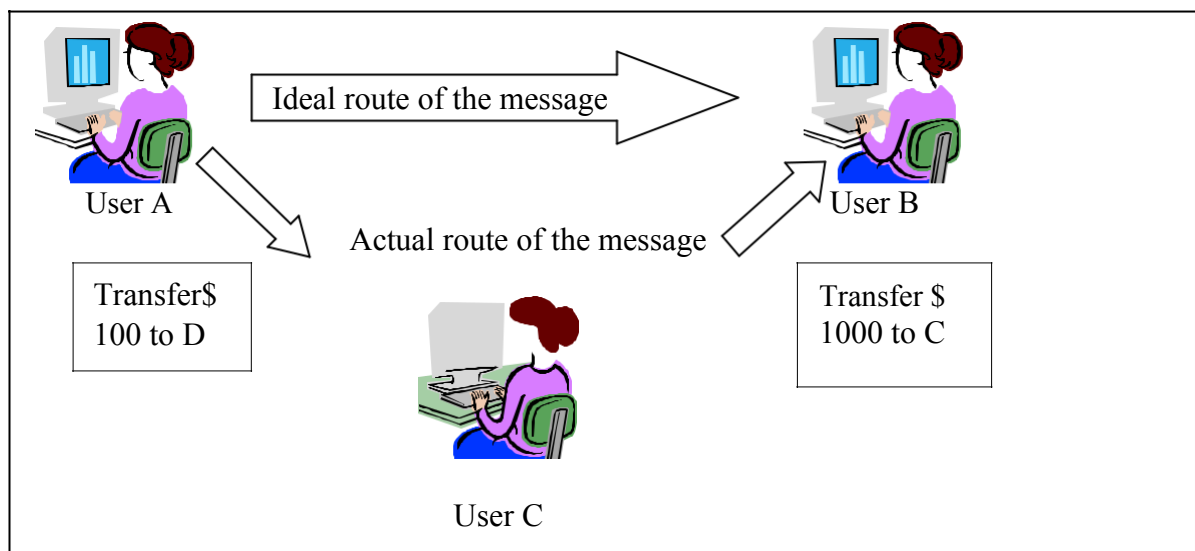 Ideal route of the message
User A
User B
Actual route of the message
Transfer$
100 to D
Transfer $
1000 to C
User C